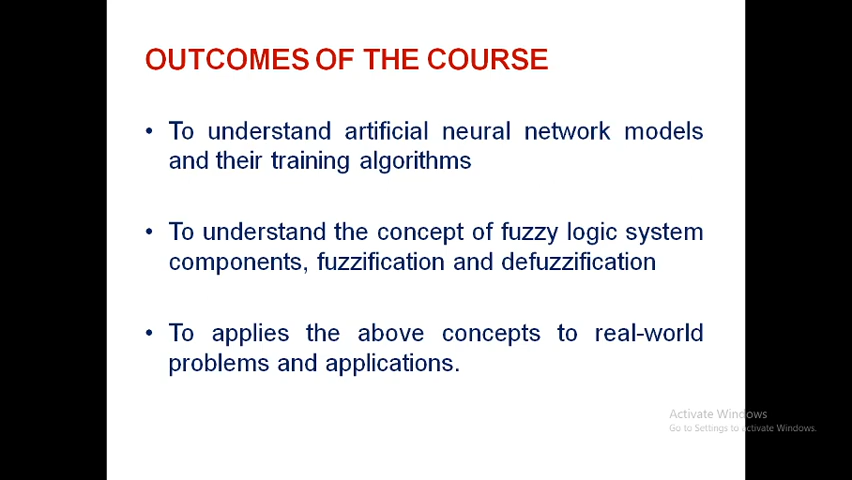 OUTCOMES OF THE COURSE
• To understand artificial neural network models
and their training algorithms
• To understand the concept of fuzzy logic system
components, fuzzification and defuzzification
• To applies the above concepts to real-world
problems and applications.
Activate Windows
Go to Settings to activate Windows.